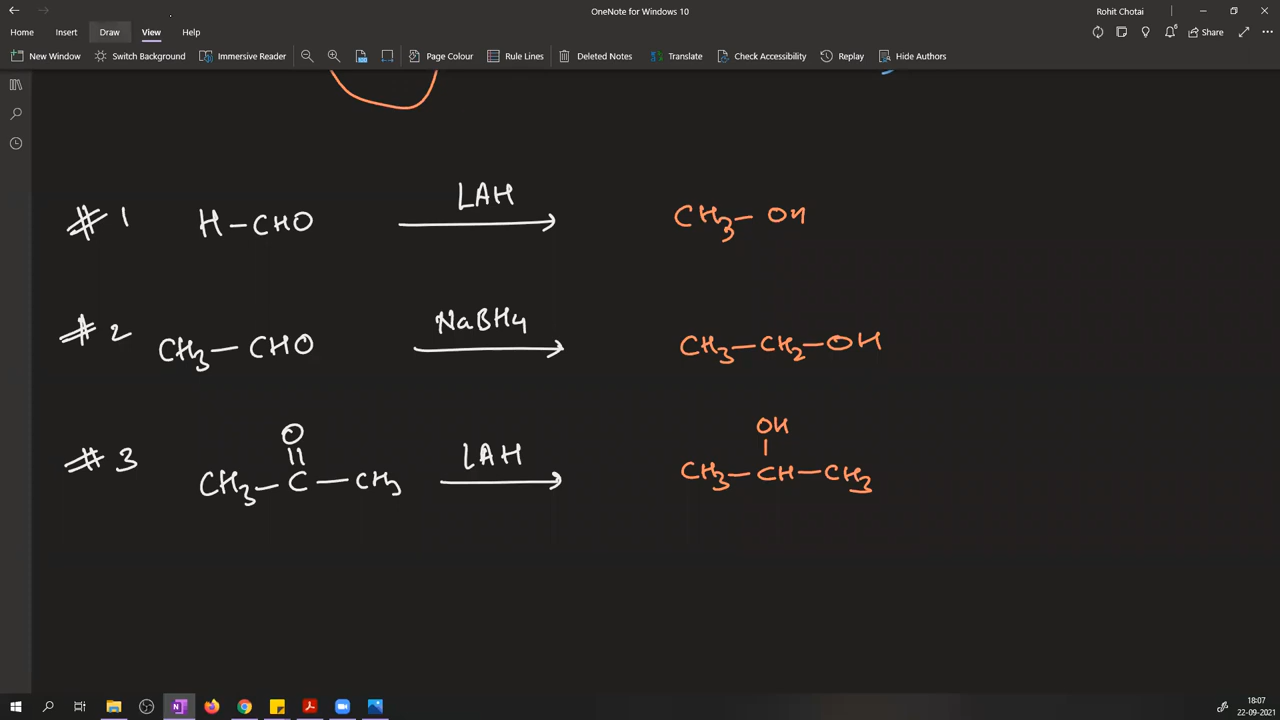 OneNote for Windows 10
Rohit Chotai
Home Insert Draw View Help
Share
New Window Switch Background Immersive Reader Page Colour Rule Lines Deleted Notes Translate Check Accessibility Replay Hide Authors
# 1 H-CHO LAH CH3-OH
# 2 CH3-CHO NaBH4 CH3-CH2-OH
O OH
||
|
# 3 CH3-C-CH3 LAH CH3-CH-CH3
18:07
22-09-2021